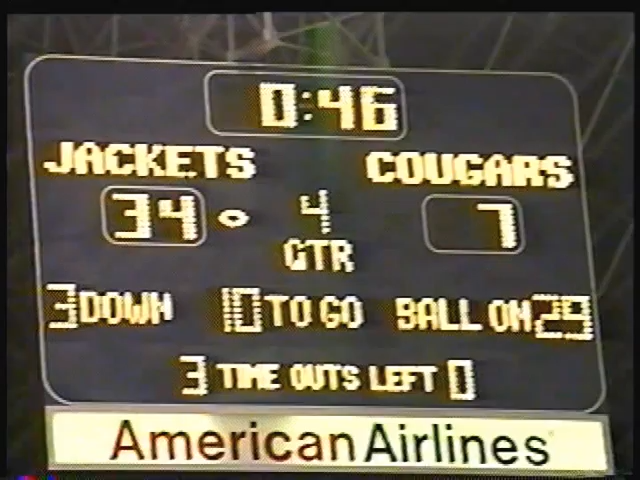 0:46
JACKETS COUGARS
34 4 7
QTR
3 DOWN 10 TO GO BALL ON 29
3 TIME OUTS LEFT 0
American Airlines